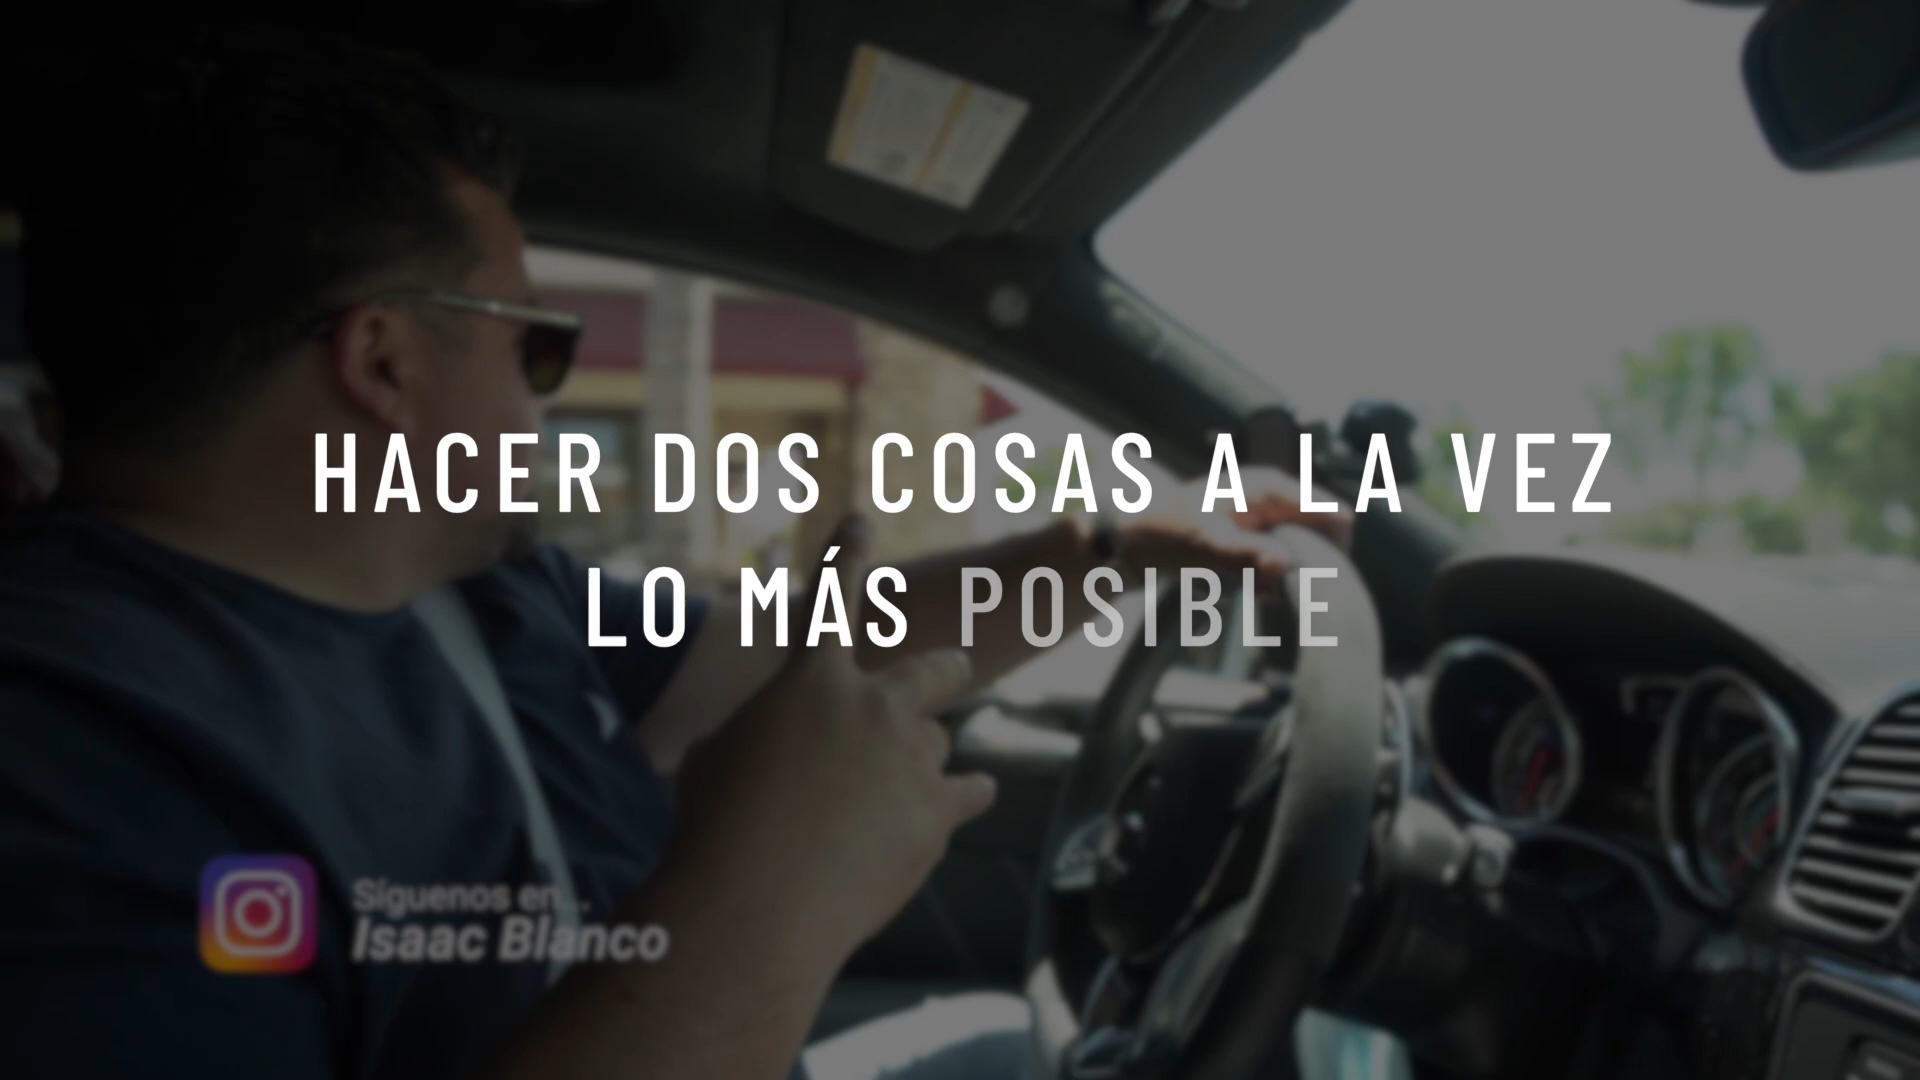 HACER DOS COSAS A LA VEZ
LO MÁS POSIBLE
Síguenos en...
Isaac Blanco